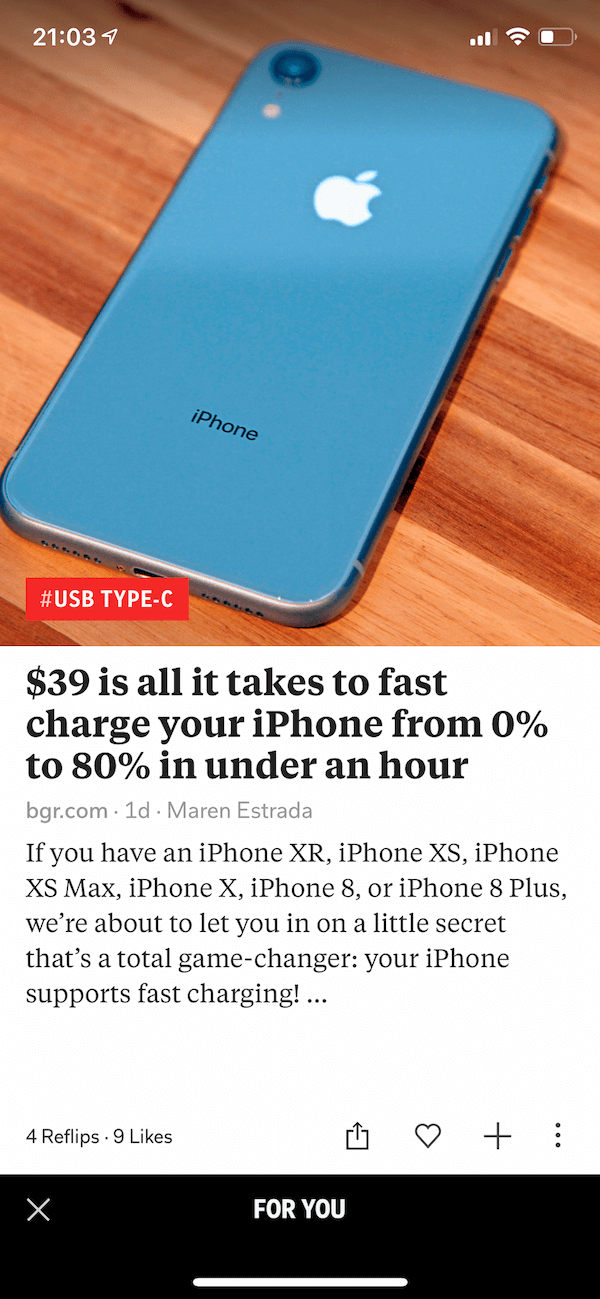 21:03
iPhone
#USB TYPE-C
$39 is all it takes to fast
charge your iPhone from 0%
to 80% in under an hour
bgr.com · 1d · Maren Estrada
If you have an iPhone XR, iPhone XS, iPhone
XS Max, iPhone X, iPhone 8, or iPhone 8 Plus,
we’re about to let you in on a little secret
that’s a total game-changer: your iPhone
supports fast charging! ...
4 Reflips · 9 Likes
FOR YOU